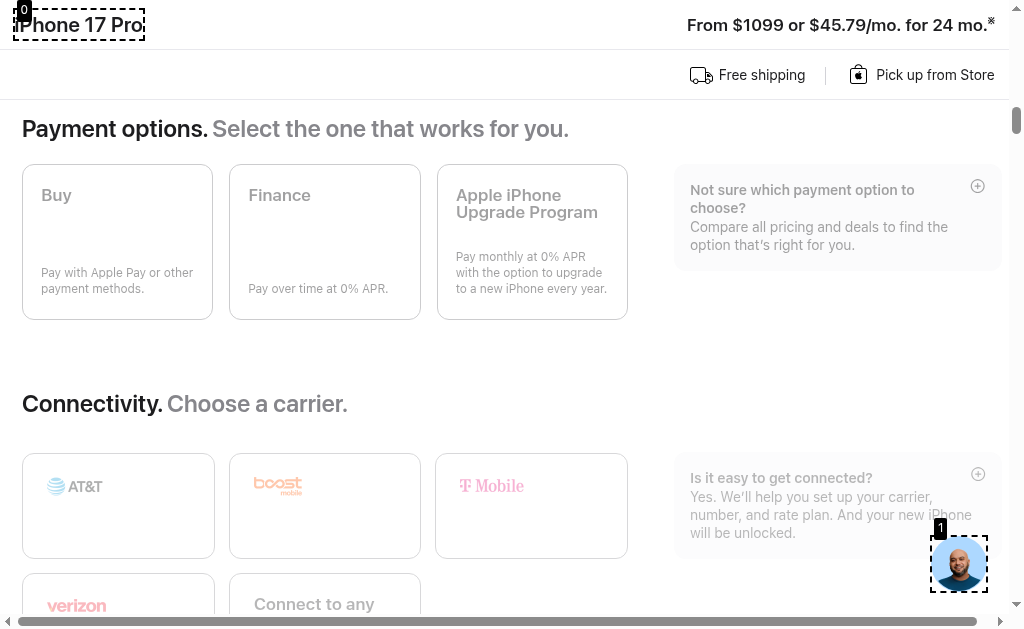 0
iPhone 17 Pro
From $1099 or $45.79/mo. for 24 mo.※
Free shipping
Pick up from Store
Payment options. Select the one that works for you.
Buy
Pay with Apple Pay or other
payment methods.
Finance
Pay over time at 0% APR.
Apple iPhone
Upgrade Program
Pay monthly at 0% APR
with the option to upgrade
to a new iPhone every year.
Not sure which payment option to
choose?
Compare all pricing and deals to find the
option that’s right for you.
Connectivity. Choose a carrier.
AT&T
boost
mobile
T Mobile
verizon
Connect to any
Is it easy to get connected?
Yes. We’ll help you set up your carrier,
number, and rate plan. And your new iPhone
will be unlocked.
1